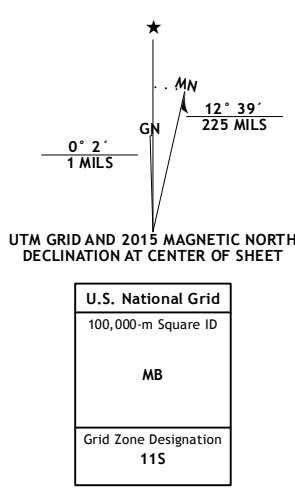 MN
GN
12° 39´
225 MILS
0° 2´
1 MILS
UTM GRID AND 2015 MAGNETIC NORTH
DECLINATION AT CENTER OF SHEET
U.S. National Grid
100,000-m Square ID
MB
Grid Zone Designation
11S